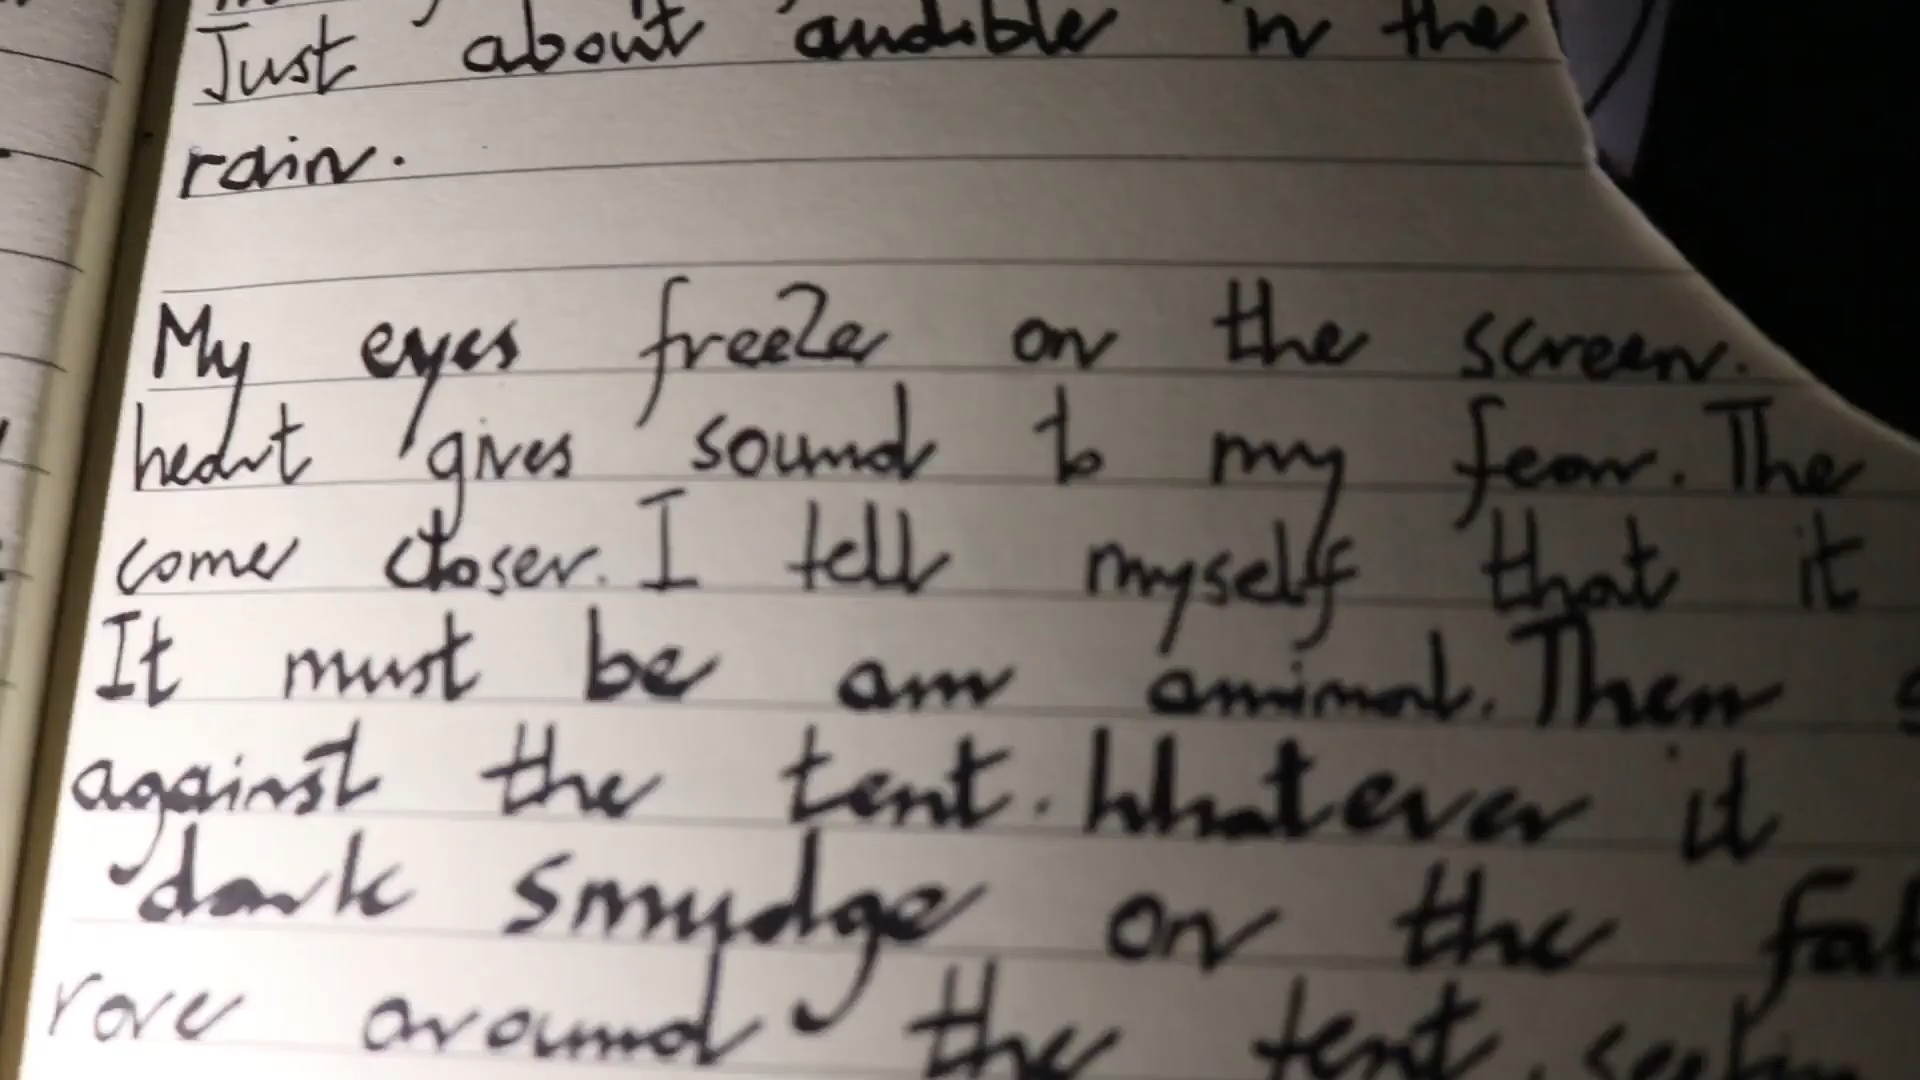 Just about audible in the
rain.
My eyes freeze on the screen.
heart gives sound to my fear. The
come closer. I tell myself that it
It must be an animal. Then
against the tent. Whatever it
dark smudge on the
rove around the tent,